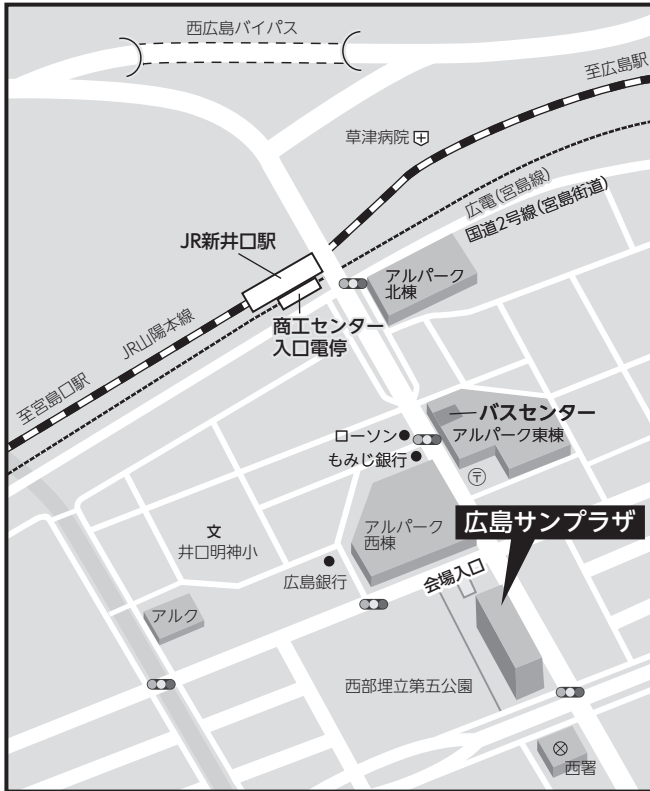 西広島バイパス
至広島駅
草津病院
広電(宮島線)
国道2号線(宮島街道)
JR新井口駅
アルパーク
北棟
商工センター
入口電停
JR山陽本線
至宮島口駅
バスセンター
アルパーク東棟
ローソン
もみじ銀行
〒
広島サンプラザ
アルパーク
西棟
文
井口明神小
広島銀行
会場入口
アルク
西部埋立第五公園
西署